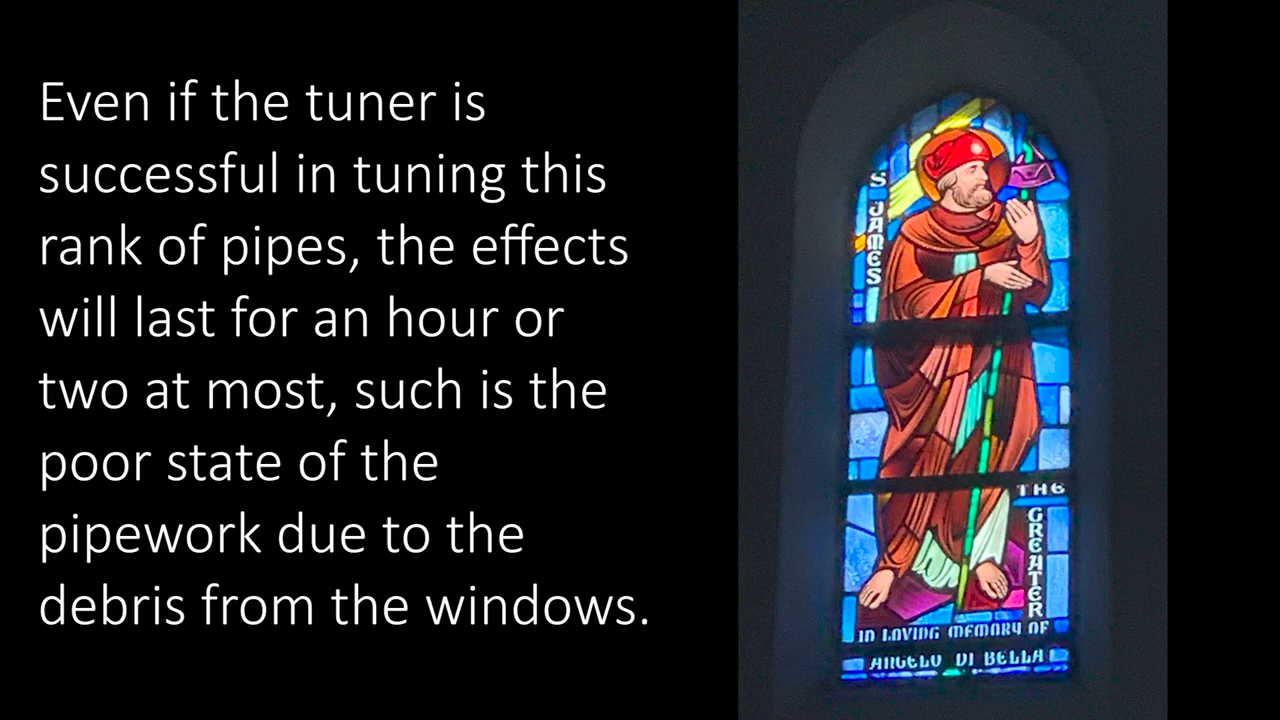 Even if the tuner is
successful in tuning this
rank of pipes, the effects
will last for an hour or
two at most, such is the
poor state of the
pipework due to the
debris from the windows.
S JAMES
THE
GREATER
IN LOVING MEMORY OF
ANGELO DI BELLA